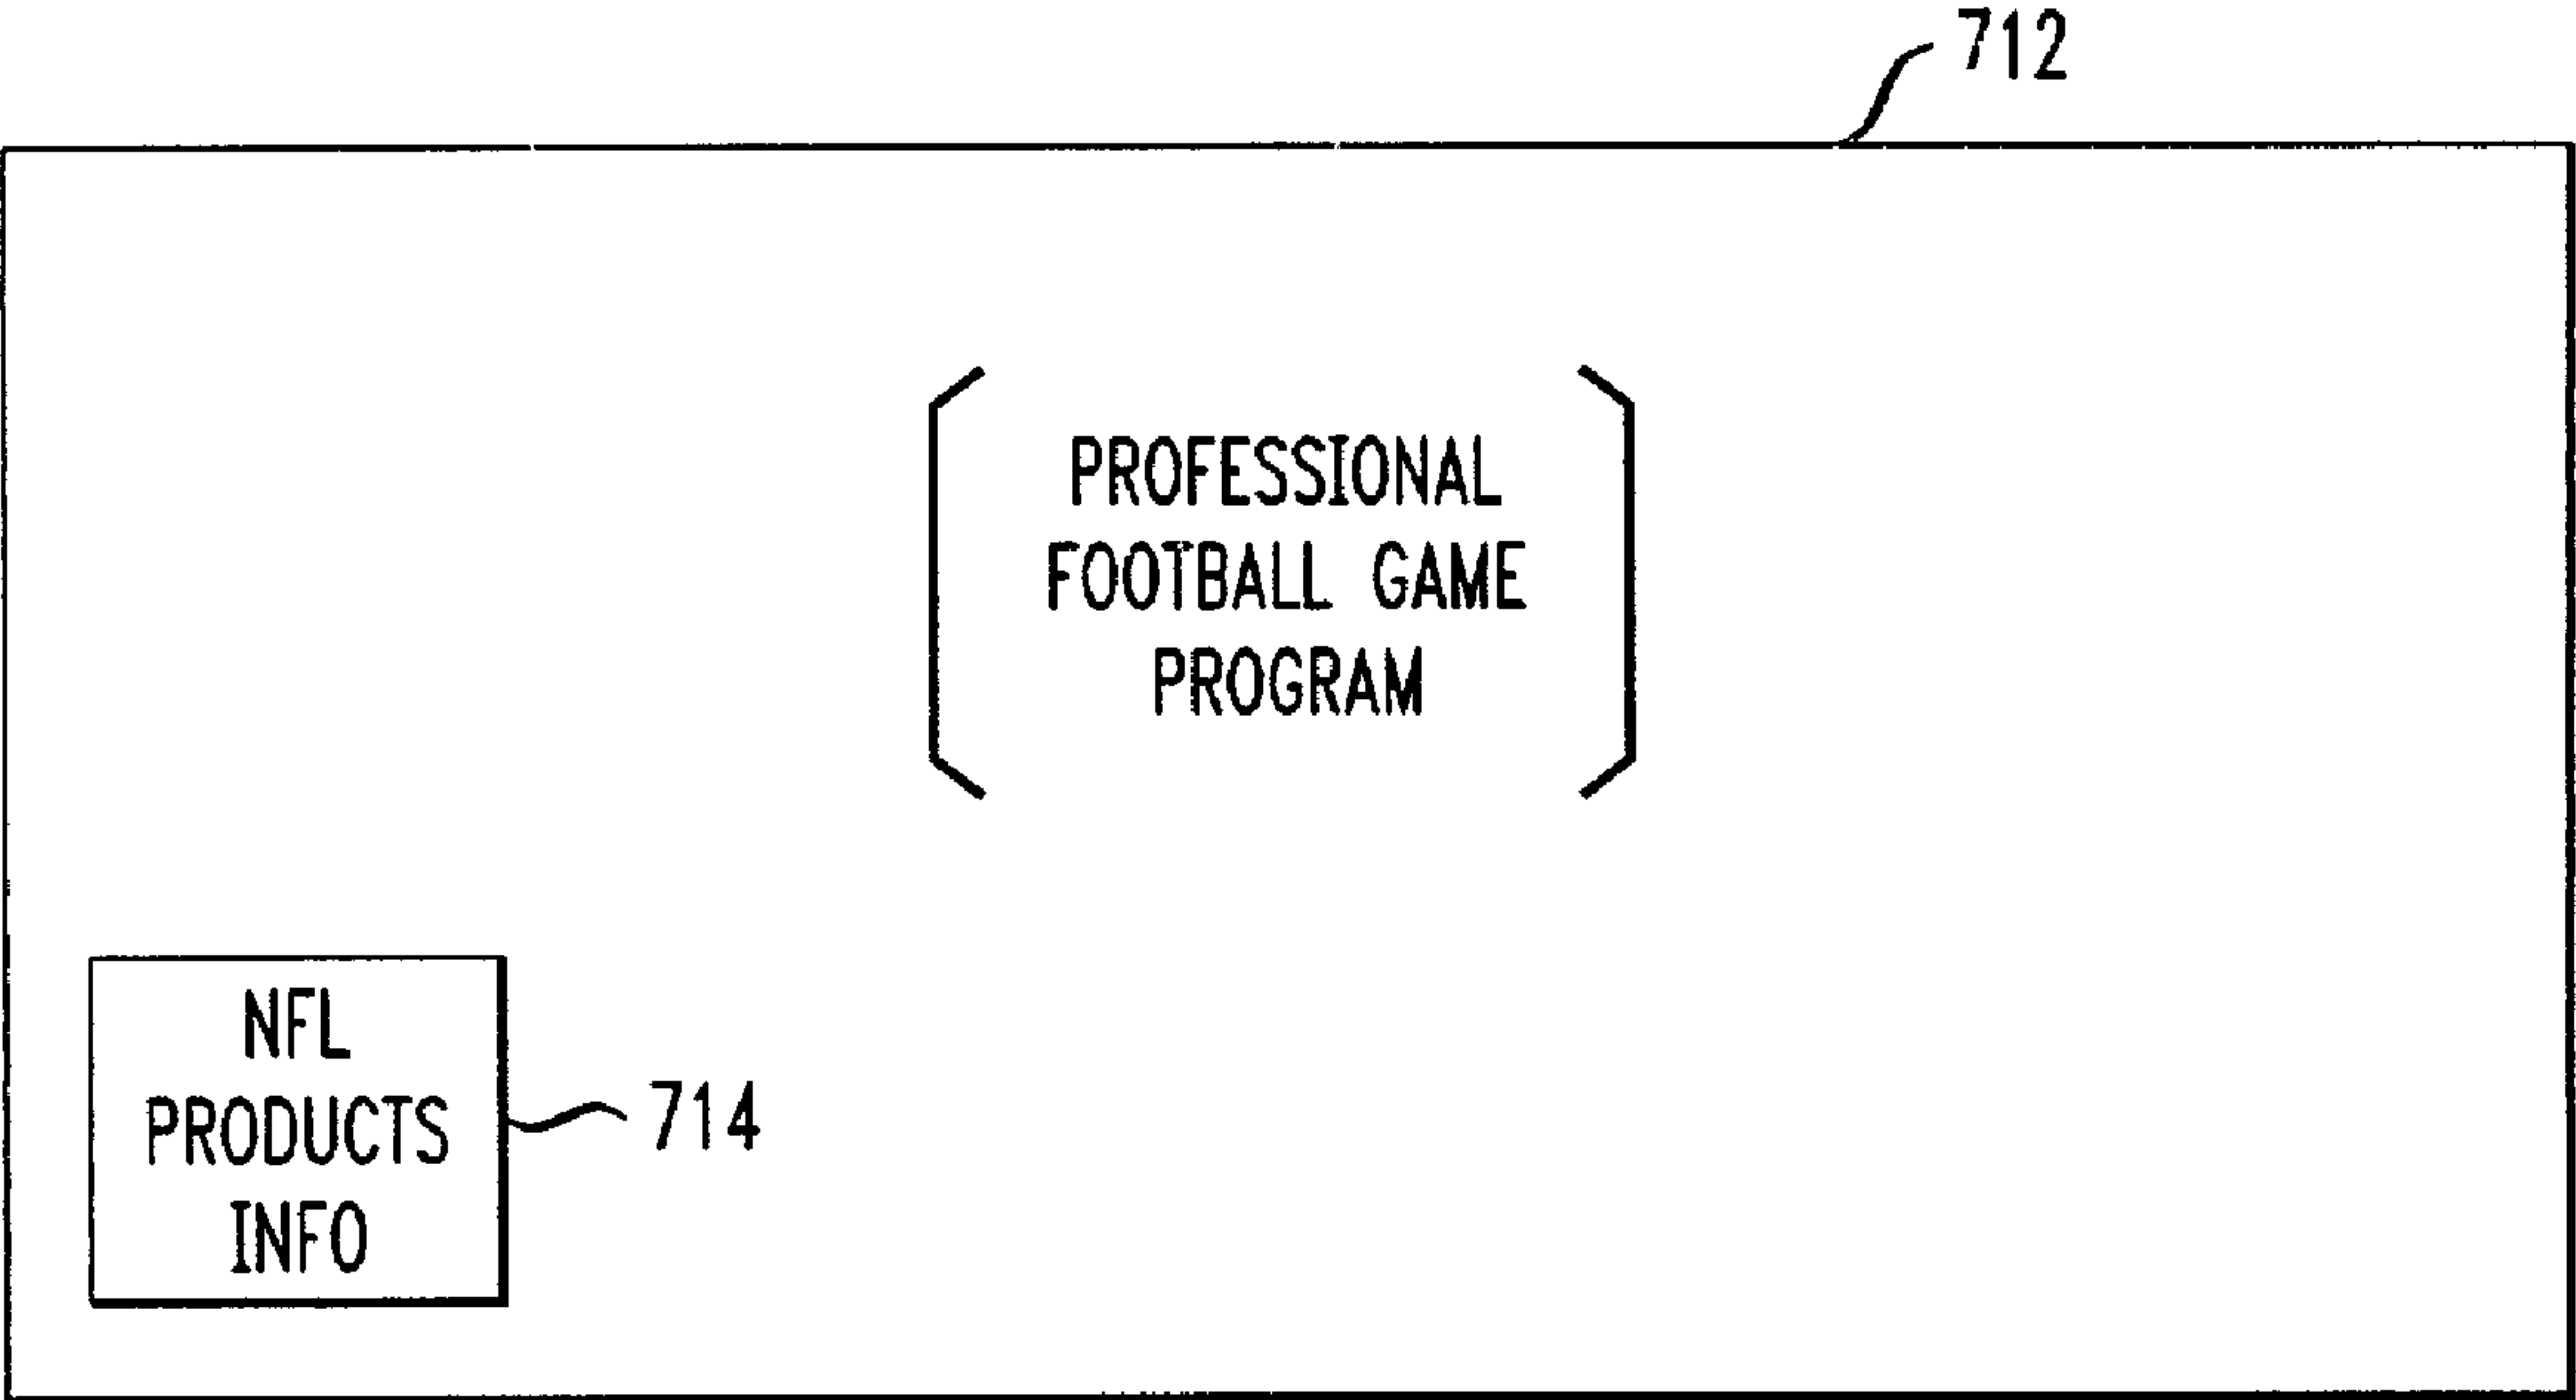 712
PROFESSIONAL
FOOTBALL GAME
PROGRAM
NFL
PRODUCTS
INFO
714